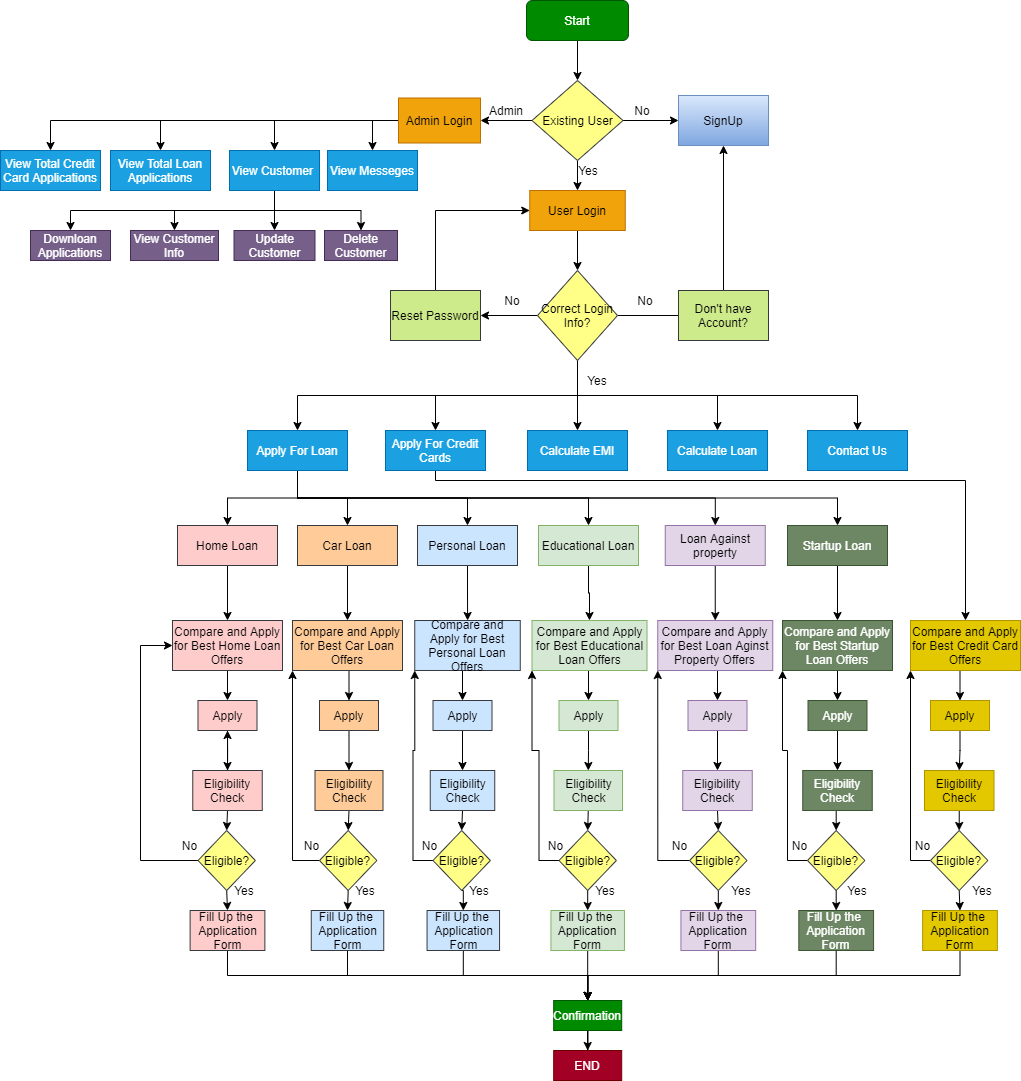 Start
Admin Login
Admin
Existing User
No
SignUp
Yes
View Total Credit
Card Applications
View Total Loan
Applications
View Customer
View Messeges
User Login
Downloan
Applications
View Customer
Info
Update
Customer
Delete
Customer
Reset Password
No
Correct Login
Info?
No
Don't have
Account?
Yes
Apply For Loan
Apply For Credit
Cards
Calculate EMI
Calculate Loan
Contact Us
Home Loan
Car Loan
Personal Loan
Educational Loan
Loan Against
property
Startup Loan
Compare and Apply
for Best Home Loan
Offers
Compare and Apply
for Best Car Loan
Offers
Compare and
Apply for Best
Personal Loan
Offers
Compare and Apply
for Best Educational
Loan Offers
Compare and Apply
for Best Loan Aginst
Property Offers
Compare and Apply
for Best Startup
Loan Offers
Compare and Apply
for Best Credit Card
Offers
Apply
Apply
Apply
Apply
Apply
Apply
Apply
Eligibility
Check
Eligibility
Check
Eligibility
Check
Eligibility
Check
Eligibility
Check
Eligibility
Check
Eligibility
Check
No
Eligible?
No
Eligible?
No
Eligible?
No
Eligible?
No
Eligible?
No
Eligible?
No
Eligible?
Yes
Yes
Yes
Yes
Yes
Yes
Yes
Fill Up the
Application
Form
Fill Up the
Application
Form
Fill Up the
Application
Form
Fill Up the
Application
Form
Fill Up the
Application
Form
Fill Up the
Application
Form
Fill Up the
Application
Form
Confirmation
END